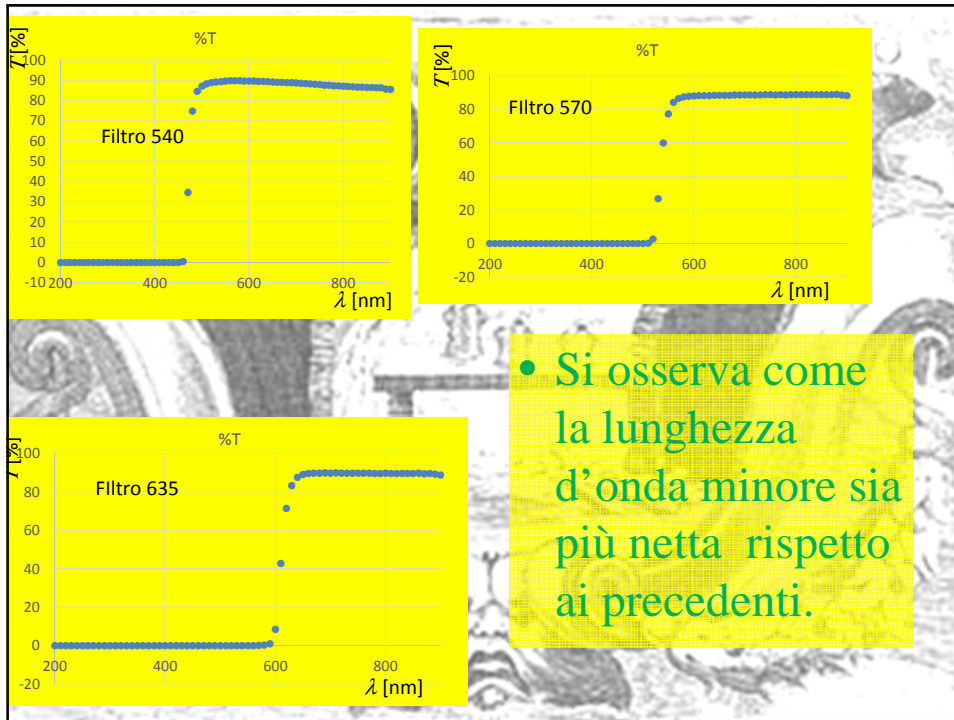 %T
T [%]
100
90
80
70
60
50
40
30
20
10
0
-10
Filtro 540
200 400 600 800
λ [nm]
%T
T [%]
100
80
60
40
20
0
-20
FIltro 570
200 400 600 800
λ [nm]
%T
T [%]
100
80
60
40
20
0
-20
FIltro 635
200 400 600 800
λ [nm]
• Si osserva come
la lunghezza
d’onda minore sia
più netta rispetto
ai precedenti.